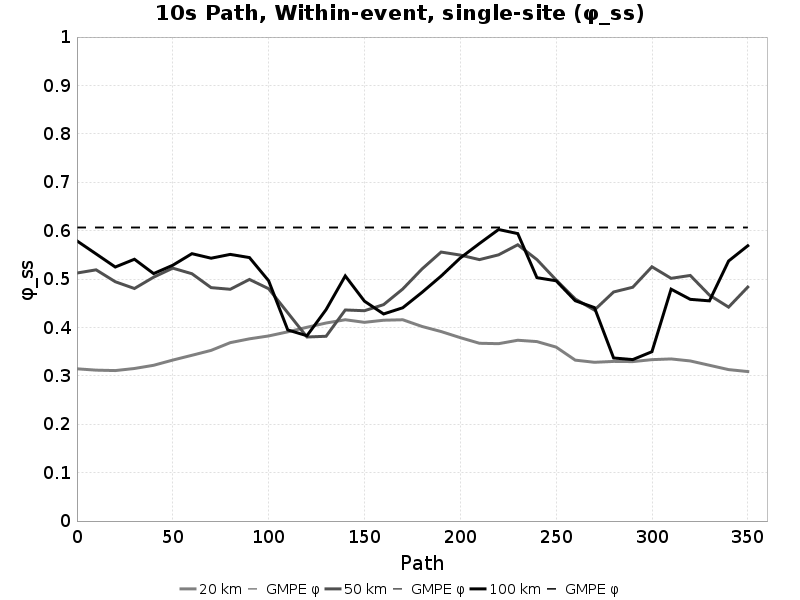 10s Path, Within-event, single-site (φ_ss)
φ_ss
1
0.9
0.8
0.7
0.6
0.5
0.4
0.3
0.2
0.1
0
0 50 100 150 200 250 300 350
Path
20 km GMPE φ 50 km GMPE φ 100 km GMPE φ